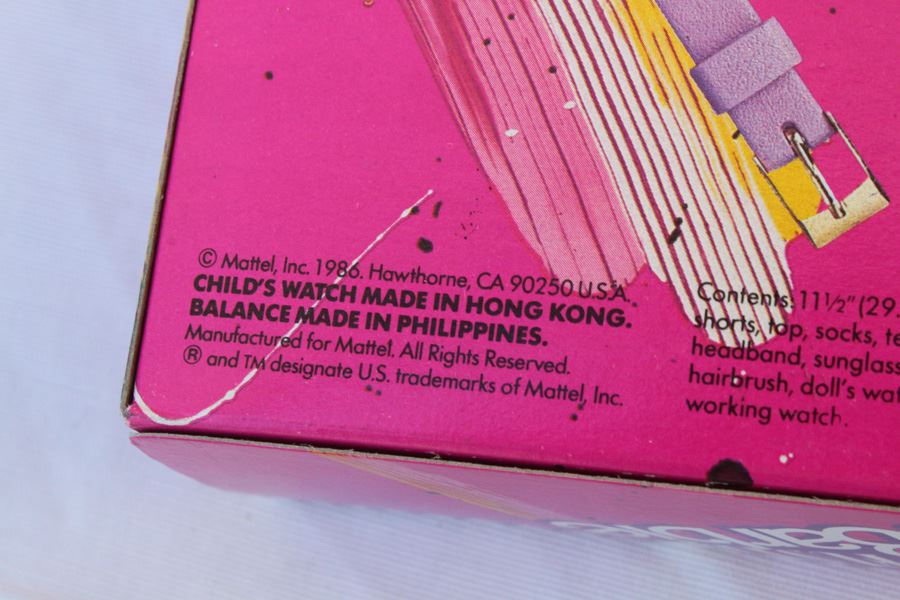 © Mattel, Inc. 1986. Hawthorne, CA 90250 U.S.A.
CHILD'S WATCH MADE IN HONG KONG.
BALANCE MADE IN PHILIPPINES.
Manufactured for Mattel. All Rights Reserved.
® and TM designate U.S. trademarks of Mattel, Inc.
Contents: 11½" (29.
shorts, top, socks, te
headband, sunglass
hairbrush, doll's wat
working watch.